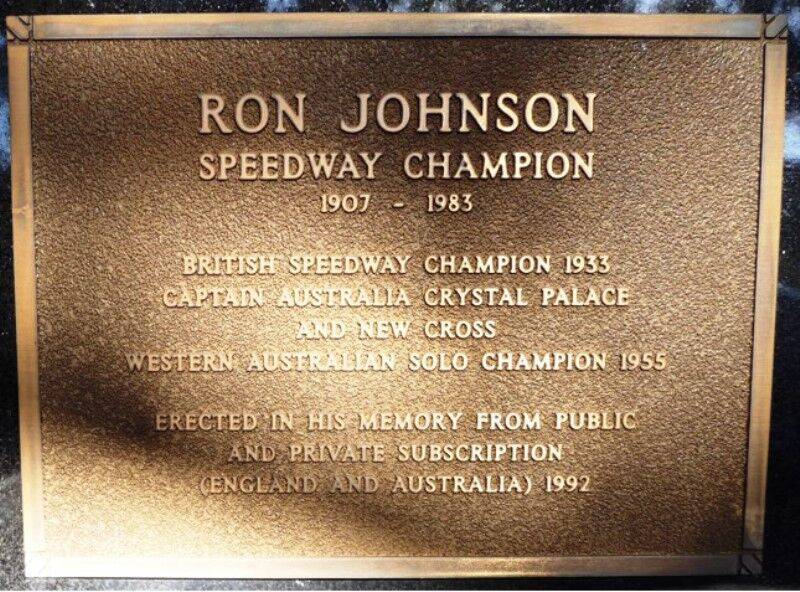 RON JOHNSON
SPEEDWAY CHAMPION
1907 - 1983
BRITISH SPEEDWAY CHAMPION 1933
CAPTAIN AUSTRALIA CRYSTAL PALACE
AND NEW CROSS
WESTERN AUSTRALIAN SOLO CHAMPION 1955
ERECTED IN HIS MEMORY FROM PUBLIC
AND PRIVATE SUBSCRIPTION
(ENGLAND AND AUSTRALIA) 1992